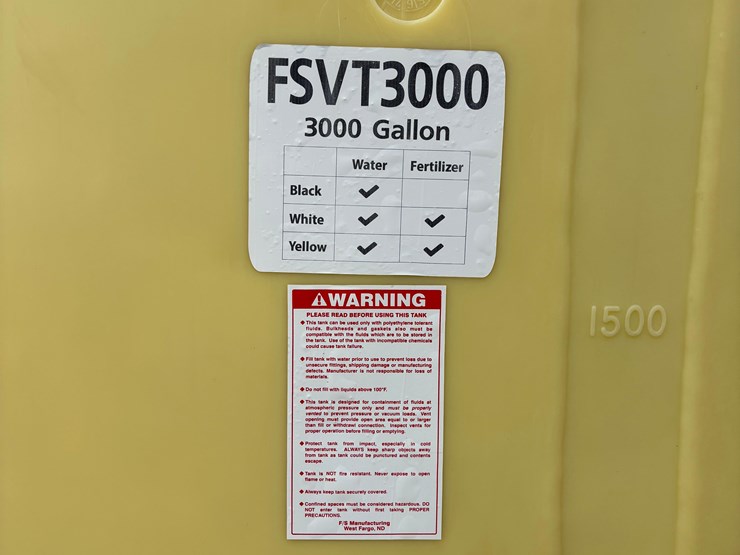 FSVT3000
3000 Gallon
Water Fertilizer
Black ✓
White ✓ ✓
Yellow ✓ ✓
1500
⚠WARNING
PLEASE READ BEFORE USING THIS TANK
◆ This tank can be used only with polyethylene tolerant
fluids. Bulkheads and gaskets also must be
compatible with the fluids which are to be stored in
the tank. Use of the tank with incompatible chemicals
could cause tank failure.
◆ Fill tank with water prior to use to prevent loss due to
unsecure fittings, shipping damage or manufacturing
defects. Manufacturer is not responsible for loss of
materials.
◆ Do not fill with liquids above 100°F.
◆ This tank is designed for containment of fluids at
atmospheric pressure only and must be properly
vented to prevent pressure or vacuum loads. Vent
opening must provide open area equal to or larger
than fill or withdrawl connection. Inspect vents for
proper operation before filling or emptying.
◆ Protect tank from impact, especially in cold
temperatures. ALWAYS keep sharp objects away
from tank as tank could be punctured and contents
escape.
◆ Tank is NOT fire resistant. Never expose to open
flame or heat.
◆ Always keep tank securely covered.
◆ Confined spaces must be considered hazardous. DO
NOT enter tank without first taking PROPER
PRECAUTIONS.
F/S Manufacturing
West Fargo, ND